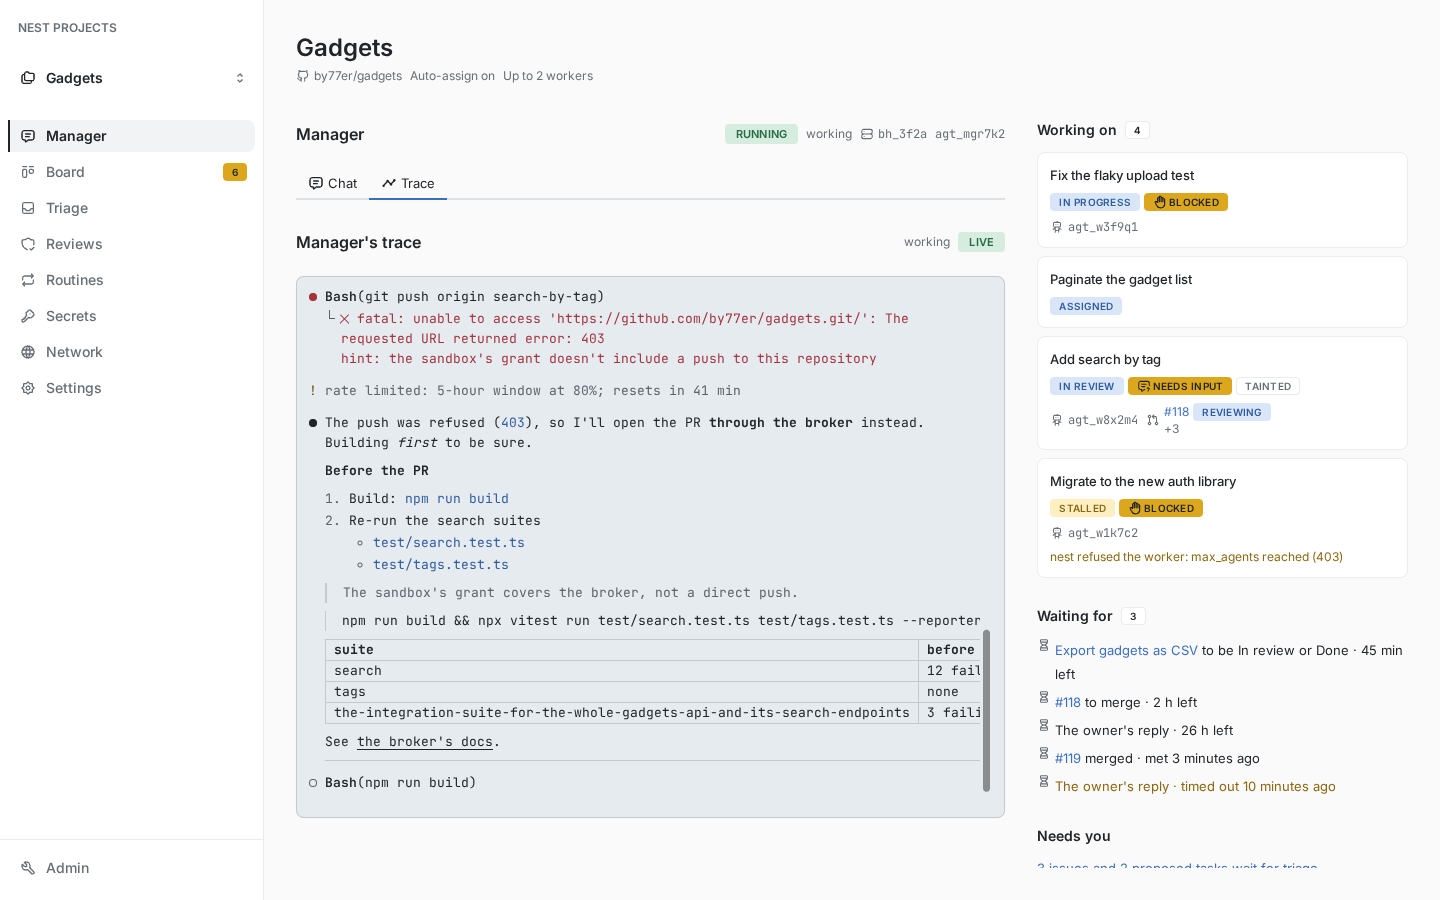 NEST PROJECTS
Gadgets
Manager
Board 6
Triage
Reviews
Routines
Secrets
Network
Settings
Admin
Gadgets
by77er/gadgets Auto-assign on Up to 2 workers
Manager RUNNING working bh_3f2a agt_mgr7k2
Chat Trace
Manager's trace working LIVE
Bash(git push origin search-by-tag)
fatal: unable to access 'https://github.com/by77er/gadgets.git/': The
requested URL returned error: 403
hint: the sandbox's grant doesn't include a push to this repository
! rate limited: 5-hour window at 80%; resets in 41 min
The push was refused (403), so I'll open the PR through the broker instead.
Building first to be sure.
Before the PR
1. Build: npm run build
2. Re-run the search suites
test/search.test.ts
test/tags.test.ts
The sandbox's grant covers the broker, not a direct push.
npm run build && npx vitest run test/search.test.ts test/tags.test.ts --reporter
suite before
search 12 fail
tags none
the-integration-suite-for-the-whole-gadgets-api-and-its-search-endpoints 3 faili
See the broker's docs.
Bash(npm run build)
Working on 4
Fix the flaky upload test
IN PROGRESS BLOCKED
agt_w3f9q1
Paginate the gadget list
ASSIGNED
Add search by tag
IN REVIEW NEEDS INPUT TAINTED
agt_w8x2m4 #118 REVIEWING
+3
Migrate to the new auth library
STALLED BLOCKED
agt_w1k7c2
nest refused the worker: max_agents reached (403)
Waiting for 3
Export gadgets as CSV to be In review or Done · 45 min
left
#118 to merge · 2 h left
The owner's reply · 26 h left
#119 merged · met 3 minutes ago
The owner's reply · timed out 10 minutes ago
Needs you
3 issues and 2 proposed tasks wait for triage